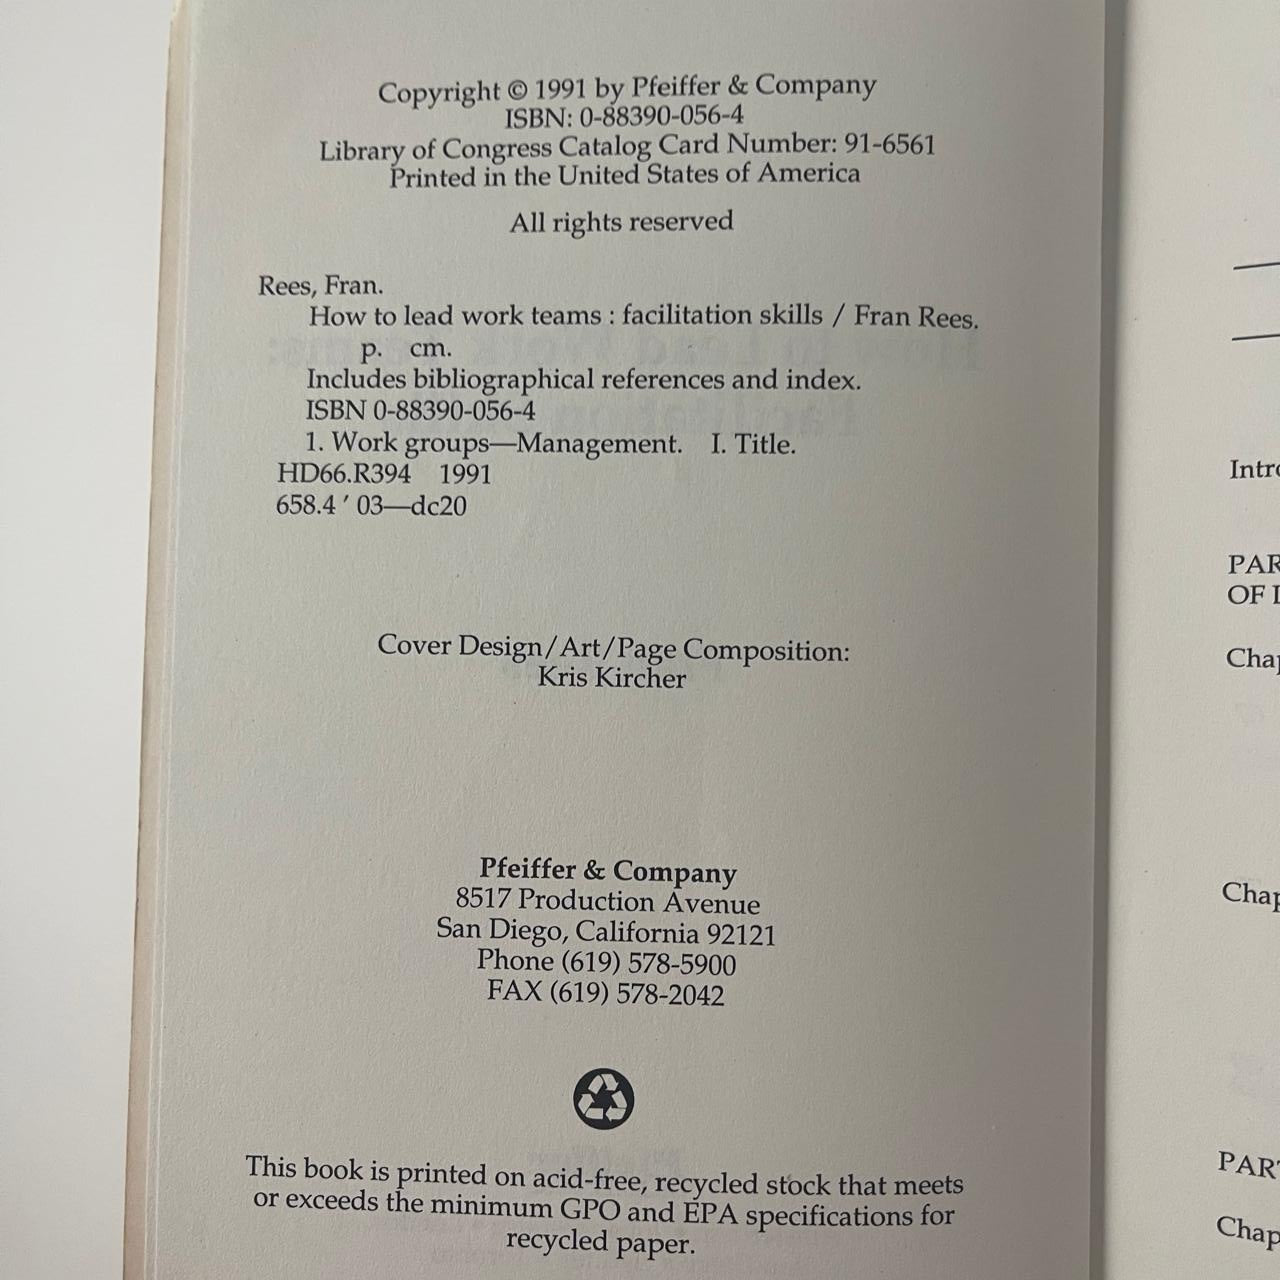 Copyright © 1991 by Pfeiffer & Company
ISBN: 0-88390-056-4
Library of Congress Catalog Card Number: 91-6561
Printed in the United States of America
All rights reserved
Rees, Fran.
How to lead work teams : facilitation skills / Fran Rees.
p. cm.
Includes bibliographical references and index.
ISBN 0-88390-056-4
1. Work groups—Management. I. Title.
HD66.R394 1991
658.4 ′ 03—dc20
Cover Design/Art/Page Composition:
Kris Kircher
Pfeiffer & Company
8517 Production Avenue
San Diego, California 92121
Phone (619) 578-5900
FAX (619) 578-2042
This book is printed on acid-free, recycled stock that meets
or exceeds the minimum GPO and EPA specifications for
recycled paper.
OF